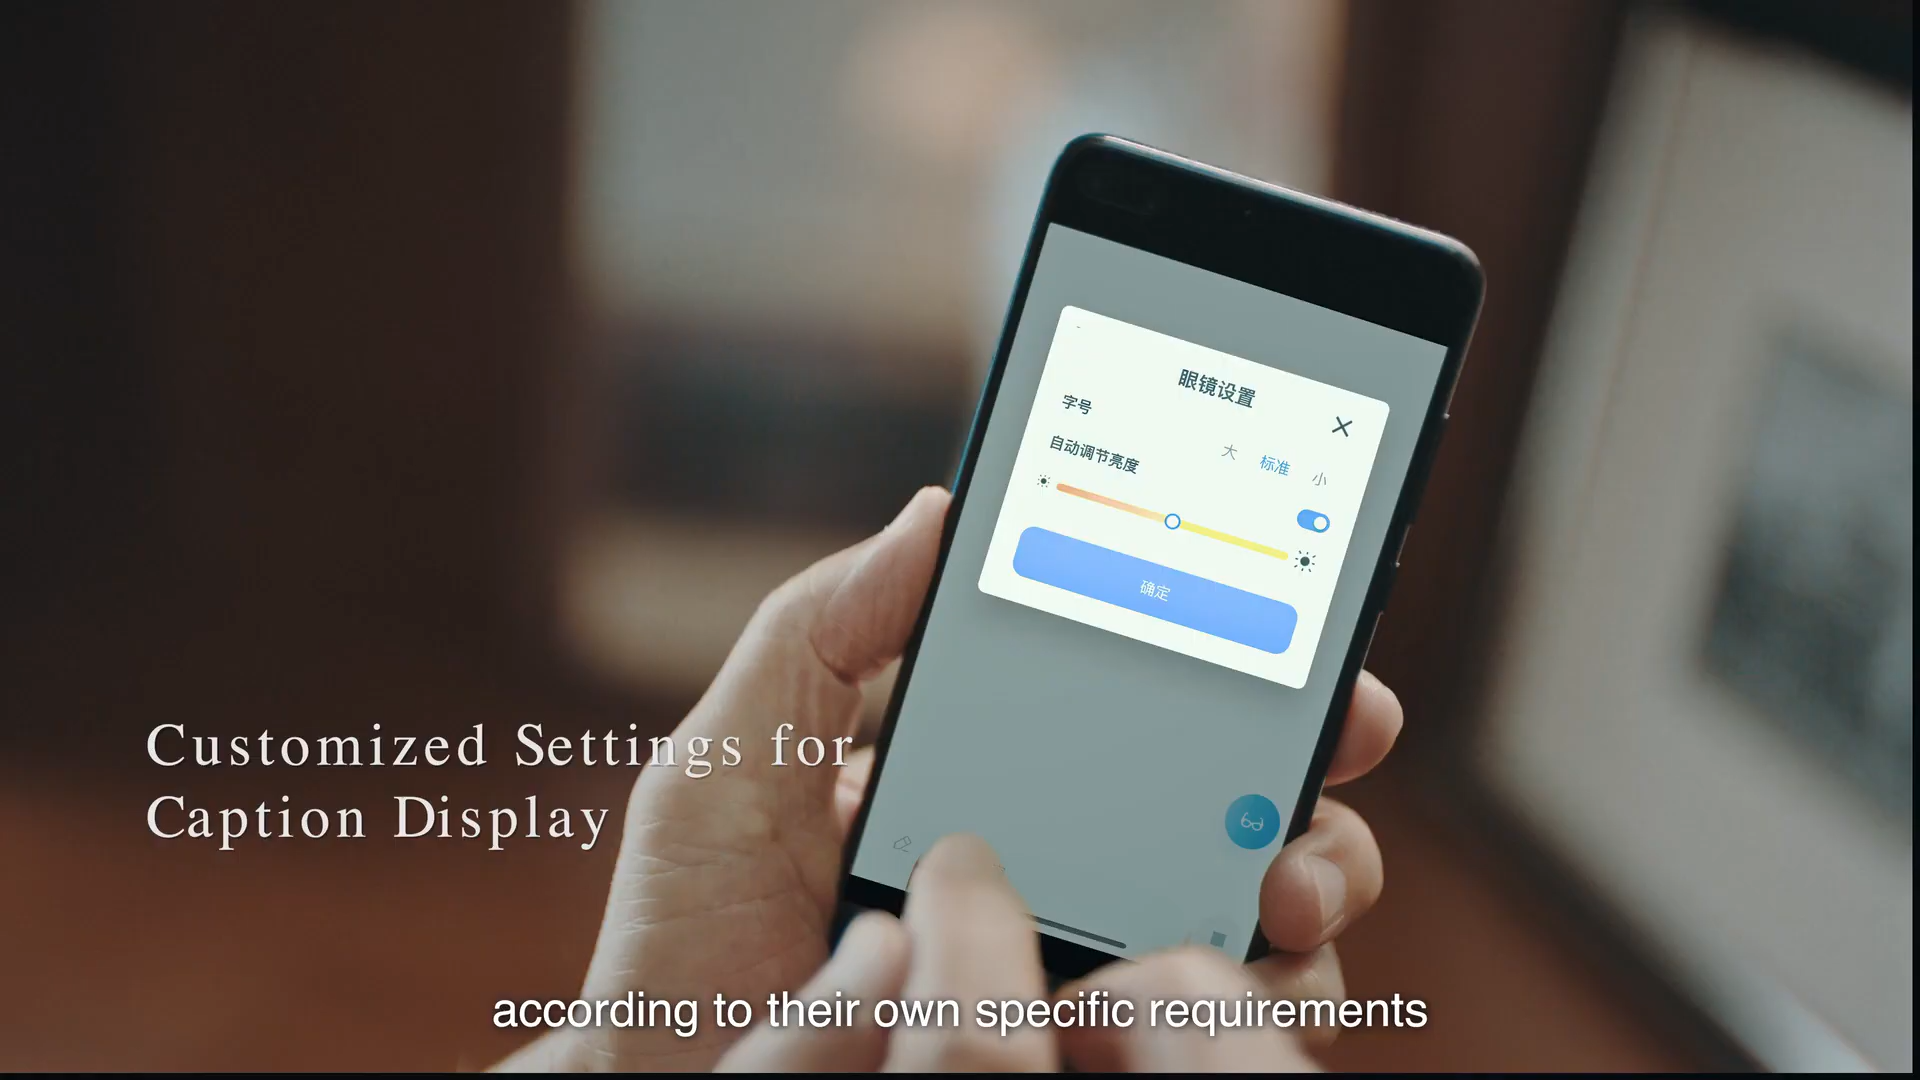 眼镜设置
字号
大 标准 小
自动调节亮度
确定
Customized Settings for
Caption Display
according to their own specific requirements